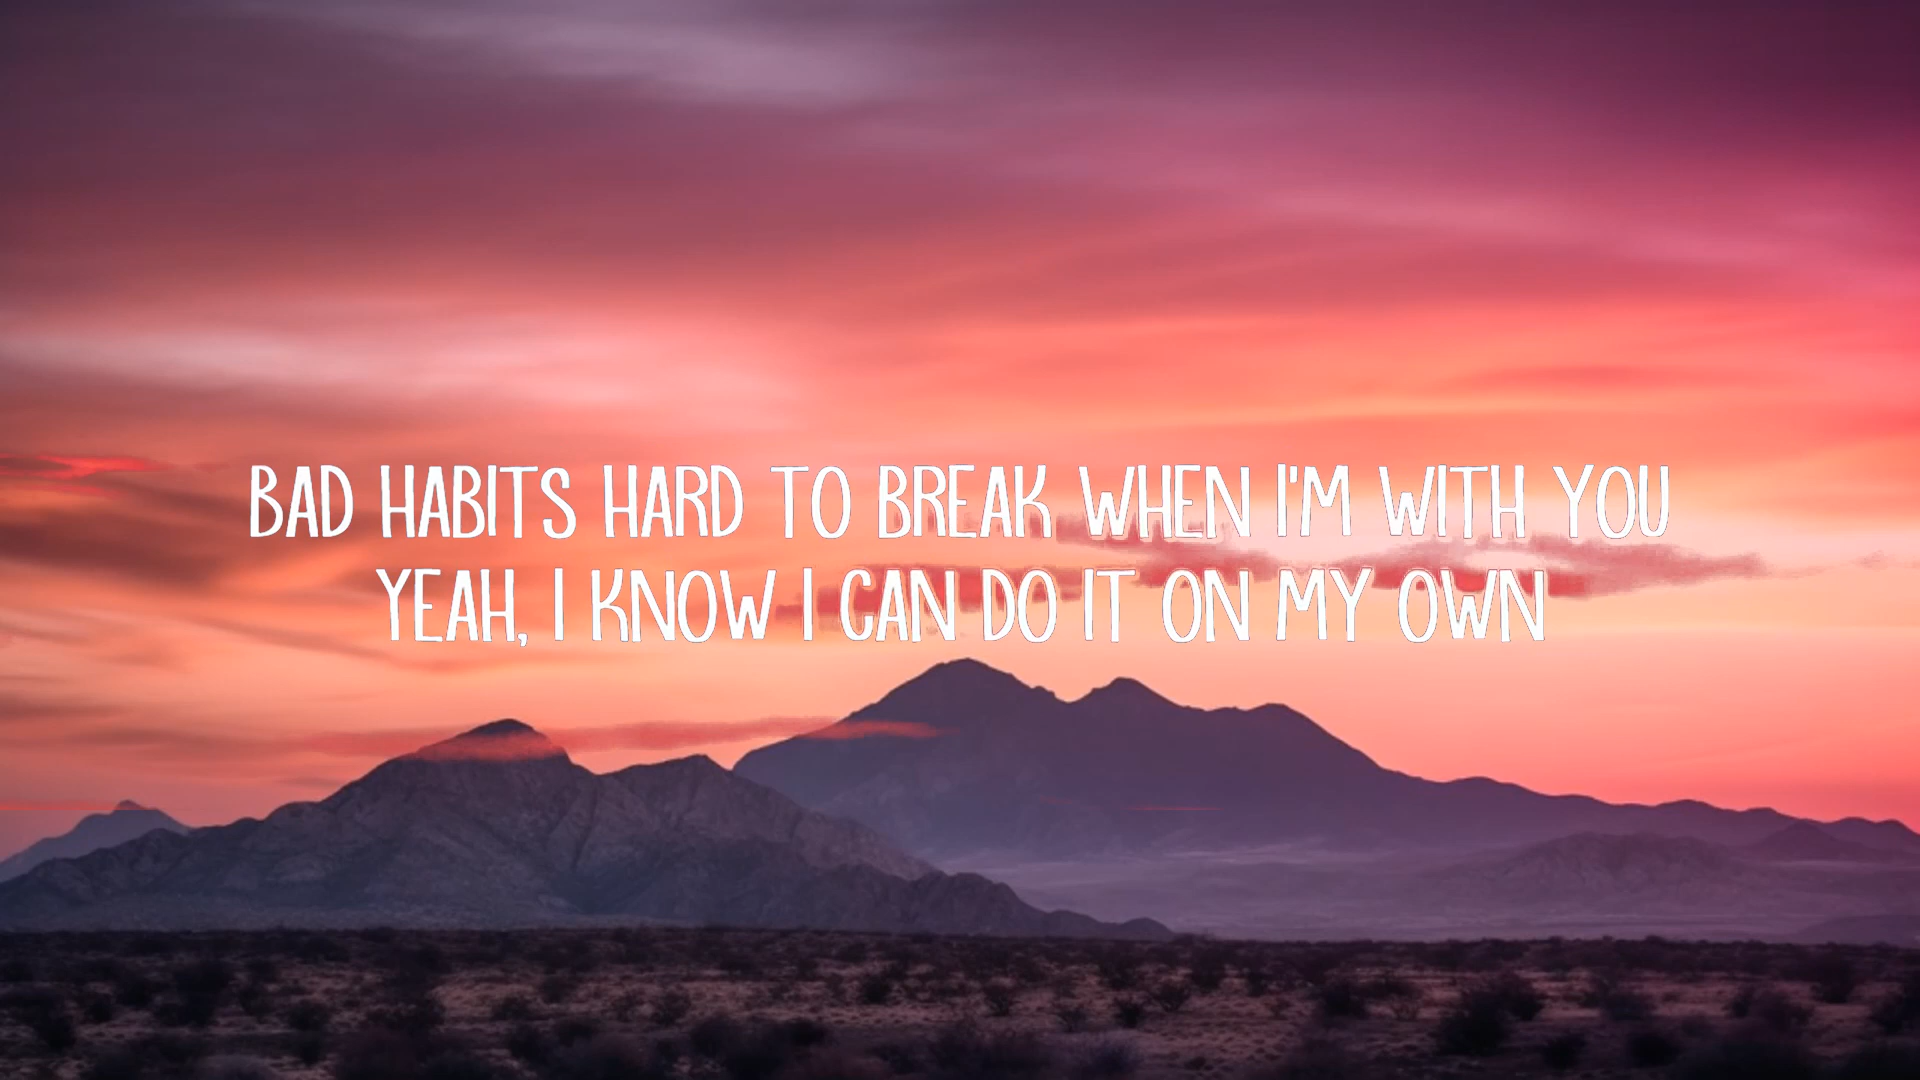 BAD HABITS HARD TO BREAK WHEN I'M WITH YOU
YEAH, I KNOW I CAN DO IT ON MY OWN